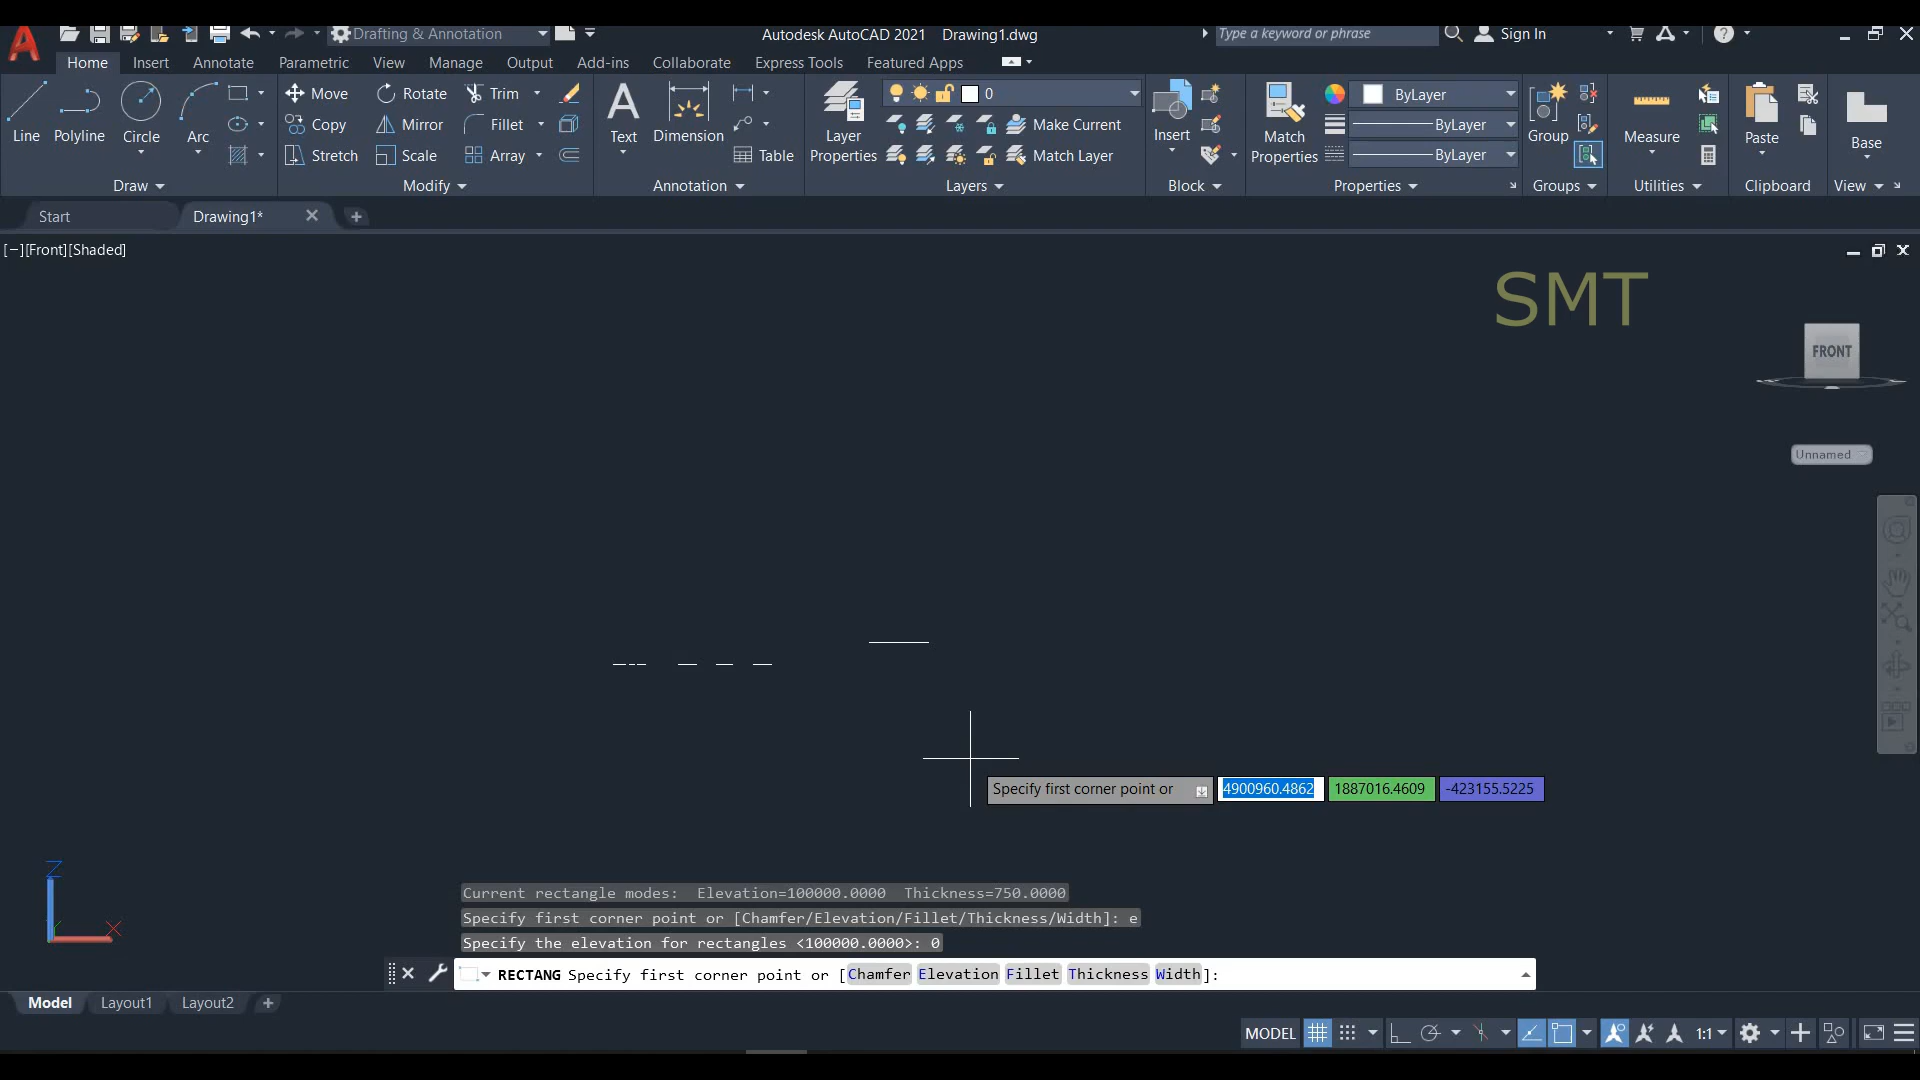 Drafting & Annotation
Autodesk AutoCAD 2021 Drawing1.dwg
Type a keyword or phrase
Sign In
Home Insert Annotate Parametric View Manage Output Add-ins Collaborate Express Tools Featured Apps
Line Polyline Circle Arc
Move Rotate Trim
Copy Mirror Fillet
Stretch Scale Array
Text Dimension Table
Layer Properties
0
Make Current
Match Layer
Insert
Match Properties
ByLayer
ByLayer
ByLayer
Group
Measure
Paste
Base
Draw Modify Annotation Layers Block Properties Groups Utilities Clipboard View
Start Drawing1*
[−][Front][Shaded]
SMT
FRONT
Unnamed
Specify first corner point or 4900960.4862 1887016.4609 -423155.5225
Z
X
Current rectangle modes: Elevation=100000.0000 Thickness=750.0000
Specify first corner point or [Chamfer/Elevation/Fillet/Thickness/Width]: e
Specify the elevation for rectangles <100000.0000>: 0
RECTANG Specify first corner point or [Chamfer Elevation Fillet Thickness Width]:
Model Layout1 Layout2
MODEL 1:1